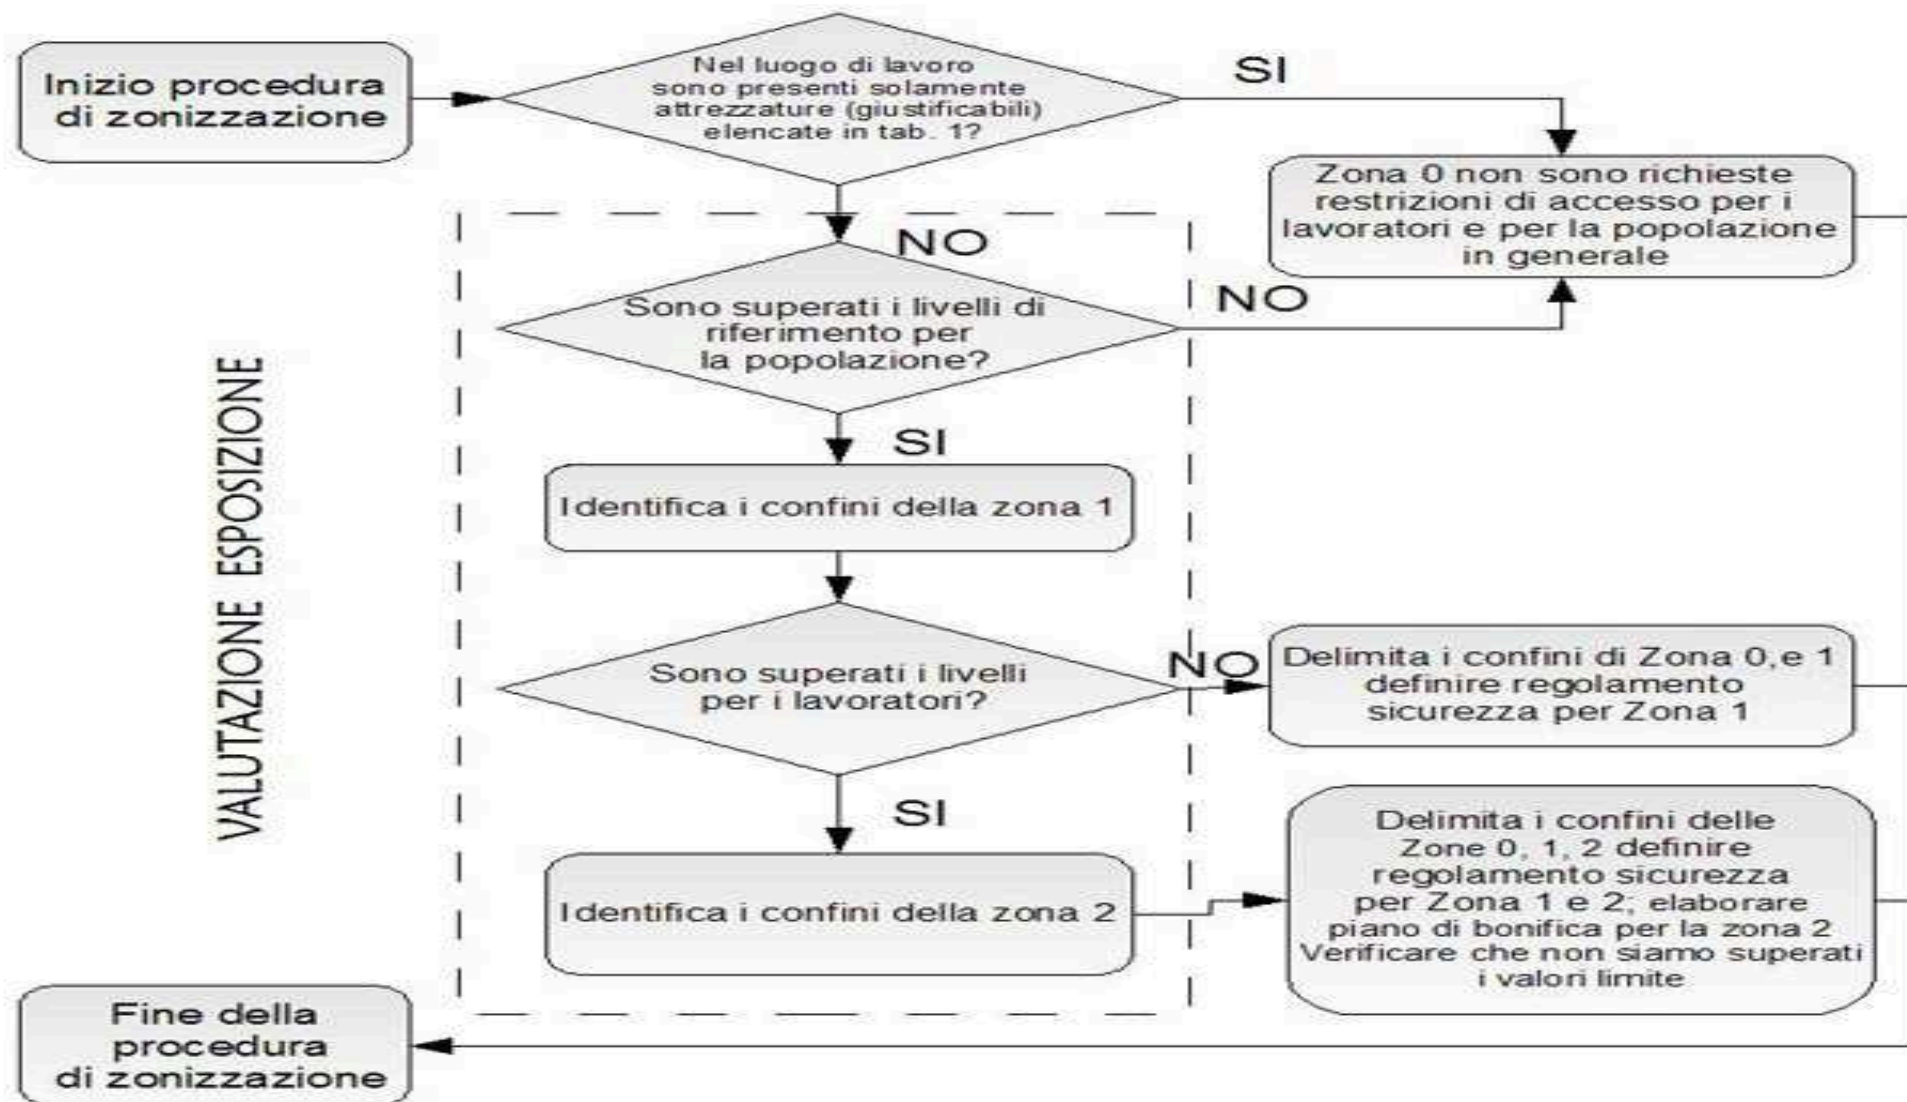 Inizio procedura
di zonizzazione
Nel luogo di lavoro
sono presenti solamente
attrezzature (giustificabili)
elencate in tab. 1?
SI
Zona 0 non sono richieste
restrizioni di accesso per i
lavoratori e per la popolazione
in generale
NO
Sono superati i livelli di
riferimento per
la popolazione?
NO
SI
Identifica i confini della zona 1
VALUTAZIONE ESPOSIZIONE
Sono superati i livelli
per i lavoratori?
NO
Delimita i confini di Zona 0,e 1
definire regolamento
sicurezza per Zona 1
SI
Identifica i confini della zona 2
Delimita i confini delle
Zone 0, 1, 2 definire
regolamento sicurezza
per Zona 1 e 2; elaborare
piano di bonifica per la zona 2
Verificare che non siamo superati
i valori limite
Fine della
procedura
di zonizzazione